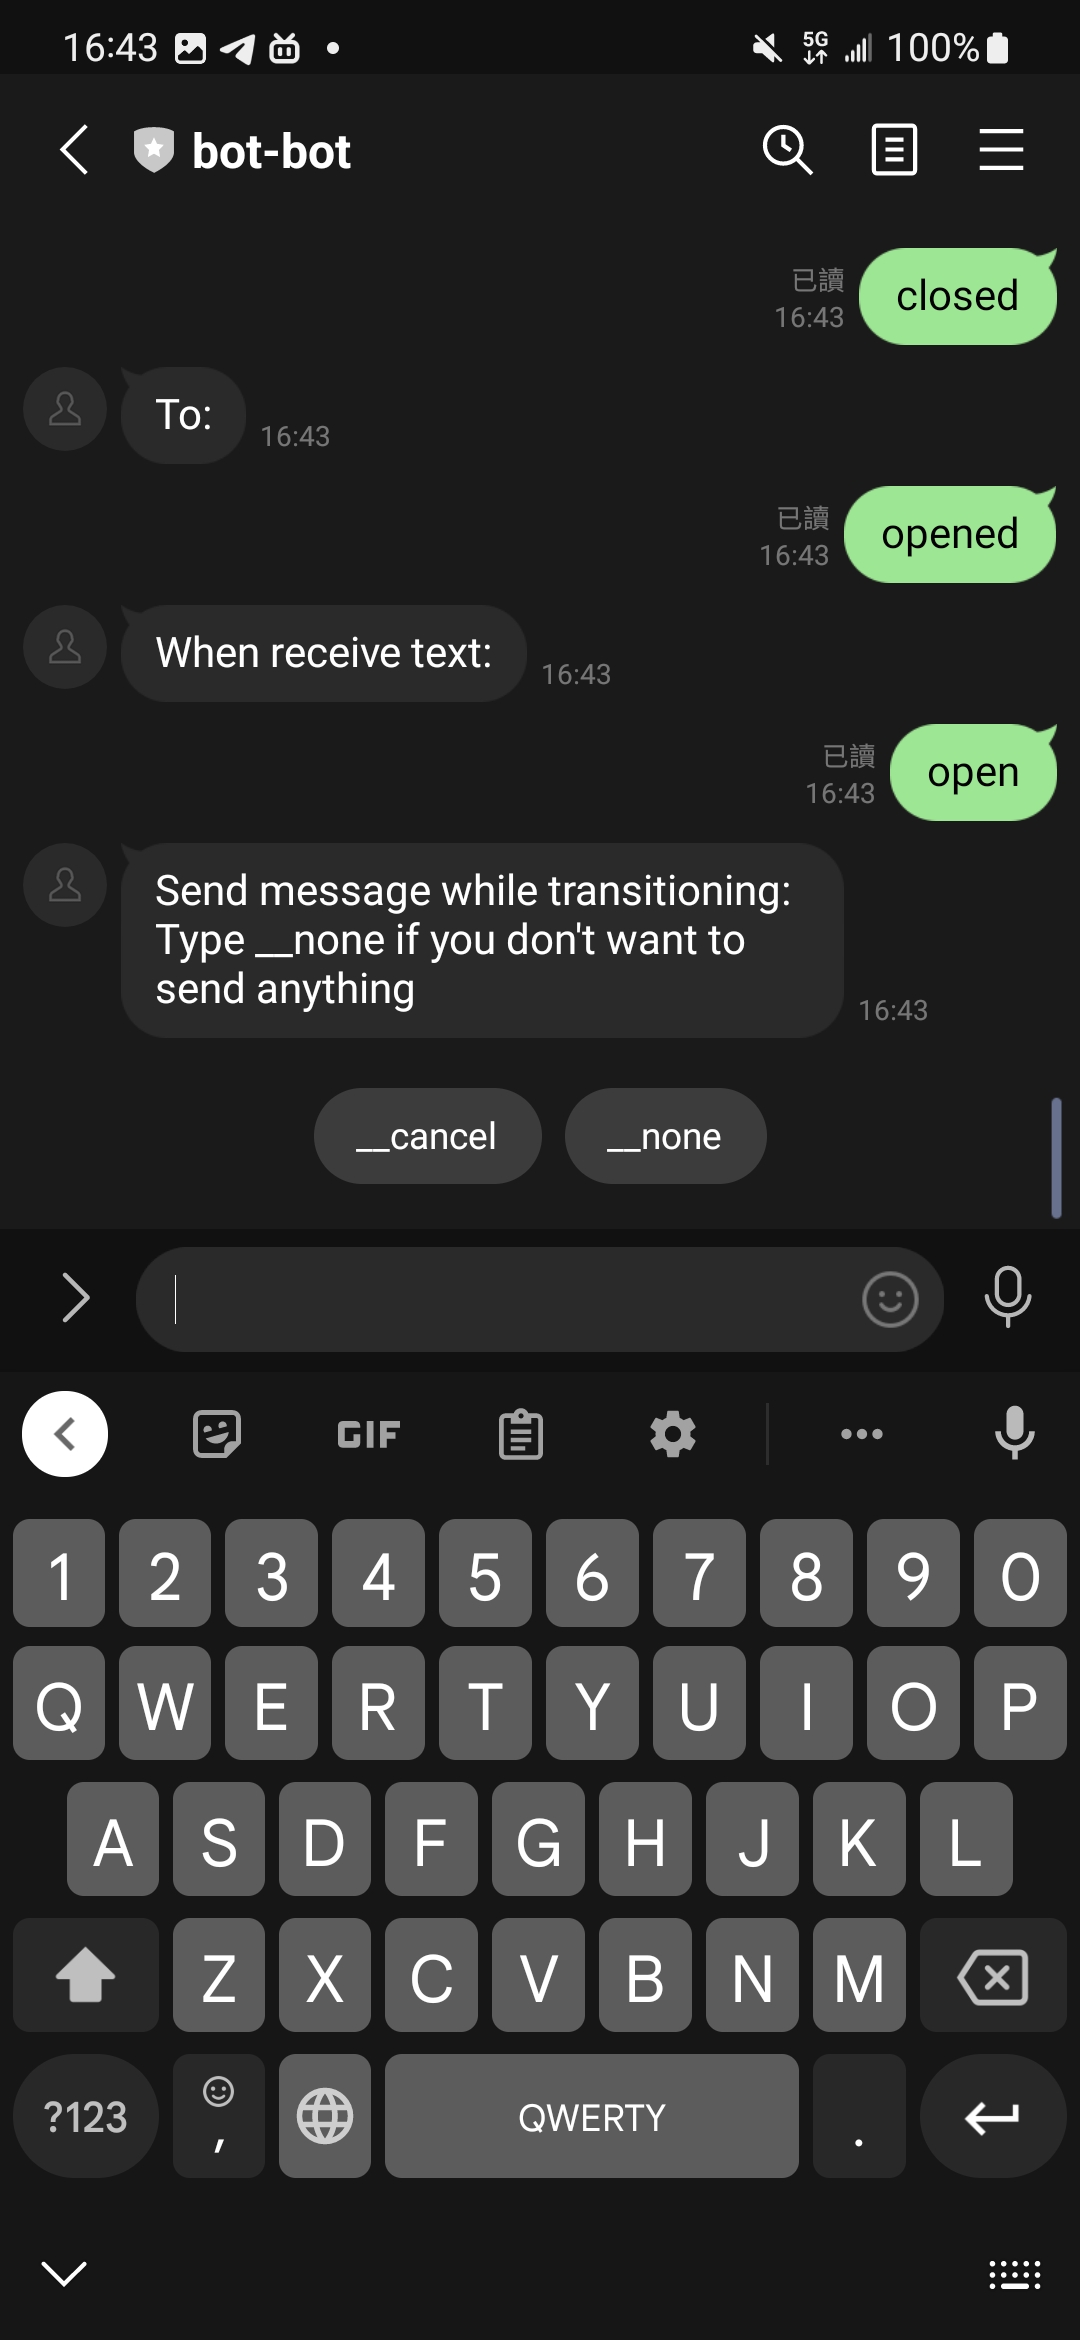 16:43
5G
100%
bot-bot
已讀
16:43
closed
To:
16:43
已讀
16:43
opened
When receive text:
16:43
已讀
16:43
open
Send message while transitioning:
Type __none if you don't want to
send anything
16:43
__cancel
__none
GIF
1 2 3 4 5 6 7 8 9 0
Q W E R T Y U I O P
A S D F G H J K L
Z X C V B N M
?123 , QWERTY .